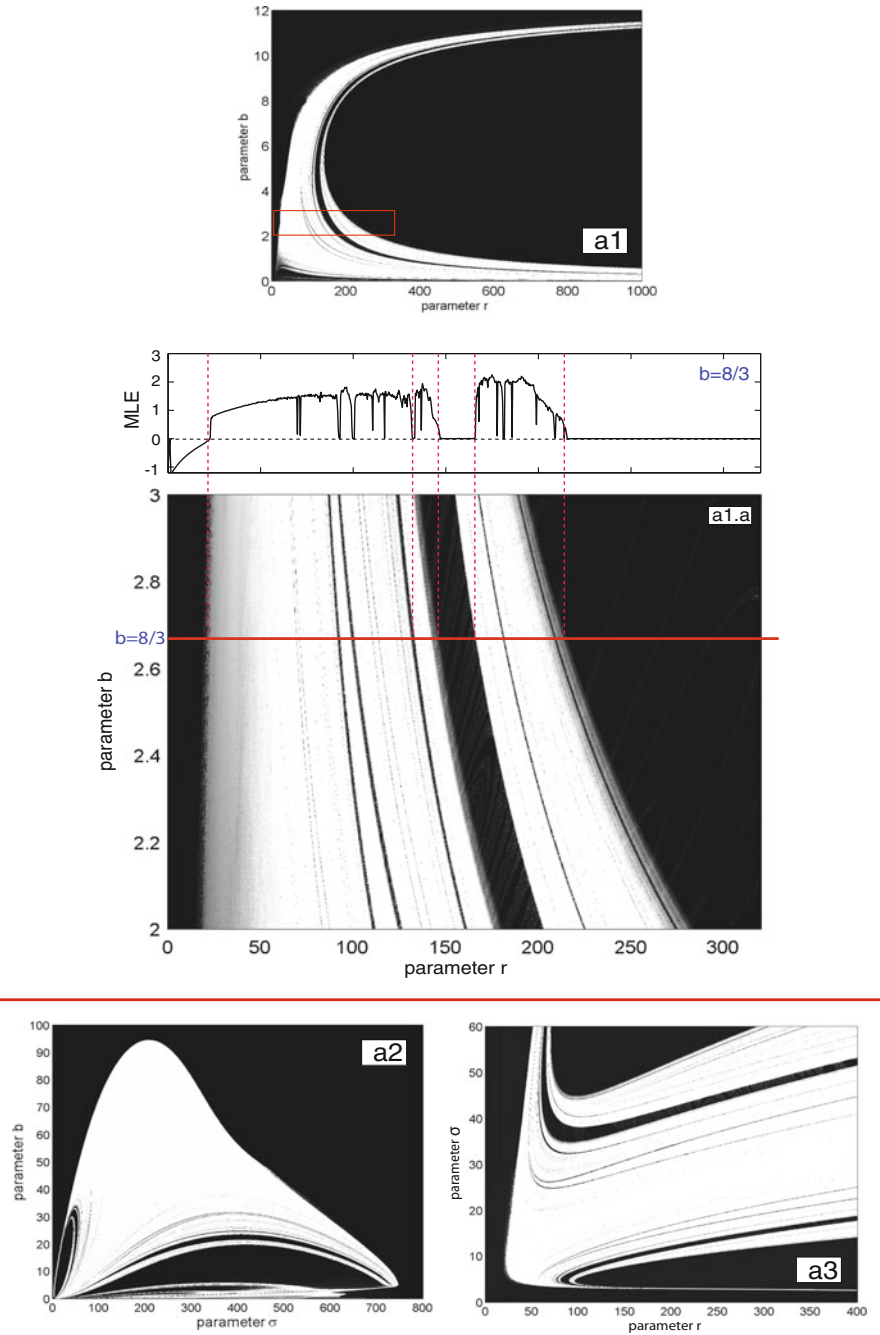 12
10
8
6
4
2
0
parameter b
a1
0 200 400 600 800 1000
parameter r
3
2
1
0
-1
MLE
b=8/3
3
2.8
2.6
2.4
2.2
2
a1.a
b=8/3
parameter b
0 50 100 150 200 250 300
parameter r
100
90
80
70
60
50
40
30
20
10
0
parameter b
a2
0 100 200 300 400 500 600 700 800
parameter σ
60
50
40
30
20
10
0
parameter σ
a3
0 50 100 150 200 250 300 350 400
parameter r